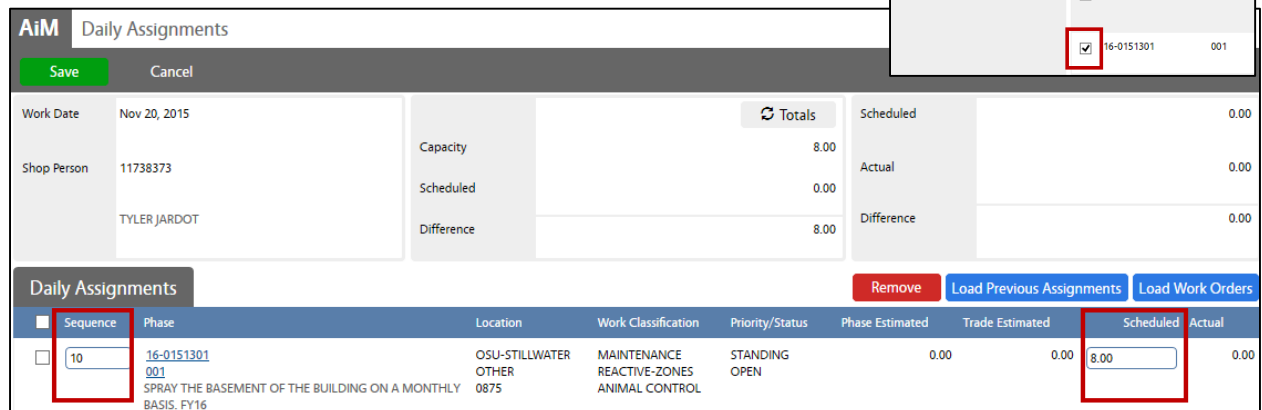 16-0151301 001
AiM Daily Assignments
Save Cancel
Work Date Nov 20, 2015
Shop Person 11738373
TYLER JARDOT
Totals
Capacity 8.00
Scheduled 0.00
Difference 8.00
Scheduled 0.00
Actual 0.00
Difference 0.00
Daily Assignments
Remove Load Previous Assignments Load Work Orders
Sequence Phase Location Work Classification Priority/Status Phase Estimated Trade Estimated Scheduled Actual
10 16-0151301 OSU-STILLWATER MAINTENANCE STANDING 0.00 0.00 8.00 0.00
001 OTHER REACTIVE-ZONES OPEN
SPRAY THE BASEMENT OF THE BUILDING ON A MONTHLY 0875 ANIMAL CONTROL
BASIS. FY16